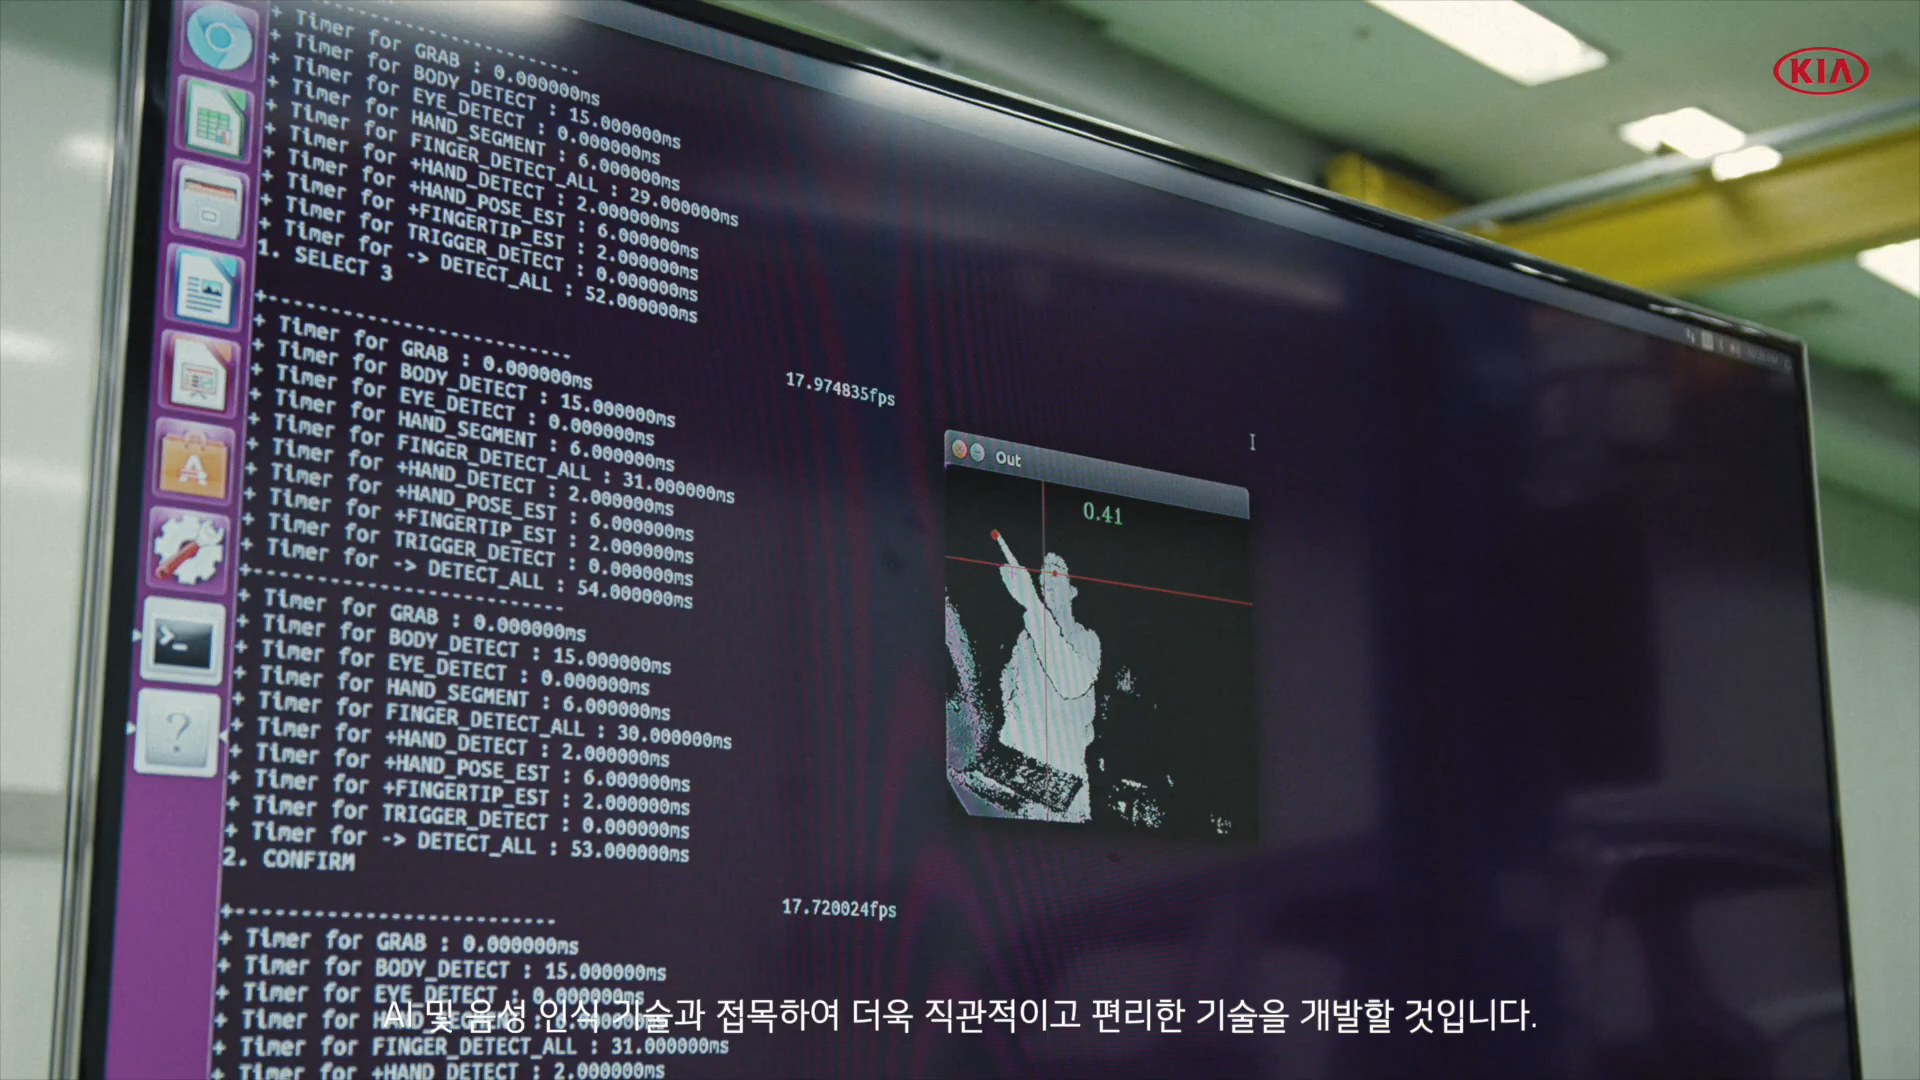 KIA
+ Timer for GRAB : 0.000000ms
+ Timer for BODY_DETECT : 15.000000ms
+ Timer for EYE_DETECT : 0.000000ms
+ Timer for HAND_SEGMENT : 6.000000ms
+ Timer for FINGER_DETECT_ALL : 29.000000ms
+ Timer for +HAND_DETECT : 2.000000ms
+ Timer for +HAND_POSE_EST : 6.000000ms
+ Timer for +FINGERTIP_EST : 2.000000ms
+ Timer for TRIGGER_DETECT : 0.000000ms
+ Timer for -> DETECT_ALL : 52.000000ms
1. SELECT 3
17.974835fps
+-----------------------
+ Timer for GRAB : 0.000000ms
+ Timer for BODY_DETECT : 15.000000ms
+ Timer for EYE_DETECT : 0.000000ms
+ Timer for HAND_SEGMENT : 6.000000ms
+ Timer for FINGER_DETECT_ALL : 31.000000ms
+ Timer for +HAND_DETECT : 2.000000ms
+ Timer for +HAND_POSE_EST : 6.000000ms
+ Timer for +FINGERTIP_EST : 2.000000ms
+ Timer for TRIGGER_DETECT : 0.000000ms
+ Timer for -> DETECT_ALL : 54.000000ms
+-----------------------
+ Timer for GRAB : 0.000000ms
+ Timer for BODY_DETECT : 15.000000ms
+ Timer for EYE_DETECT : 0.000000ms
+ Timer for HAND_SEGMENT : 6.000000ms
+ Timer for FINGER_DETECT_ALL : 30.000000ms
+ Timer for +HAND_DETECT : 2.000000ms
+ Timer for +HAND_POSE_EST : 6.000000ms
+ Timer for +FINGERTIP_EST : 2.000000ms
+ Timer for TRIGGER_DETECT : 0.000000ms
+ Timer for -> DETECT_ALL : 53.000000ms
2. CONFIRM
17.720024fps
+-----------------------
+ Timer for GRAB : 0.000000ms
+ Timer for BODY_DETECT : 15.000000ms
+ Timer for EYE_DETECT : 0.000000ms
+ Timer for
+ Timer for FINGER_DETECT_ALL : 31.000000ms
+ Timer for +HAND_DETECT : 2.000000ms
Out
0.41
AI 및 음성 인식 기술과 접목하여 더욱 직관적이고 편리한 기술을 개발할 것입니다.